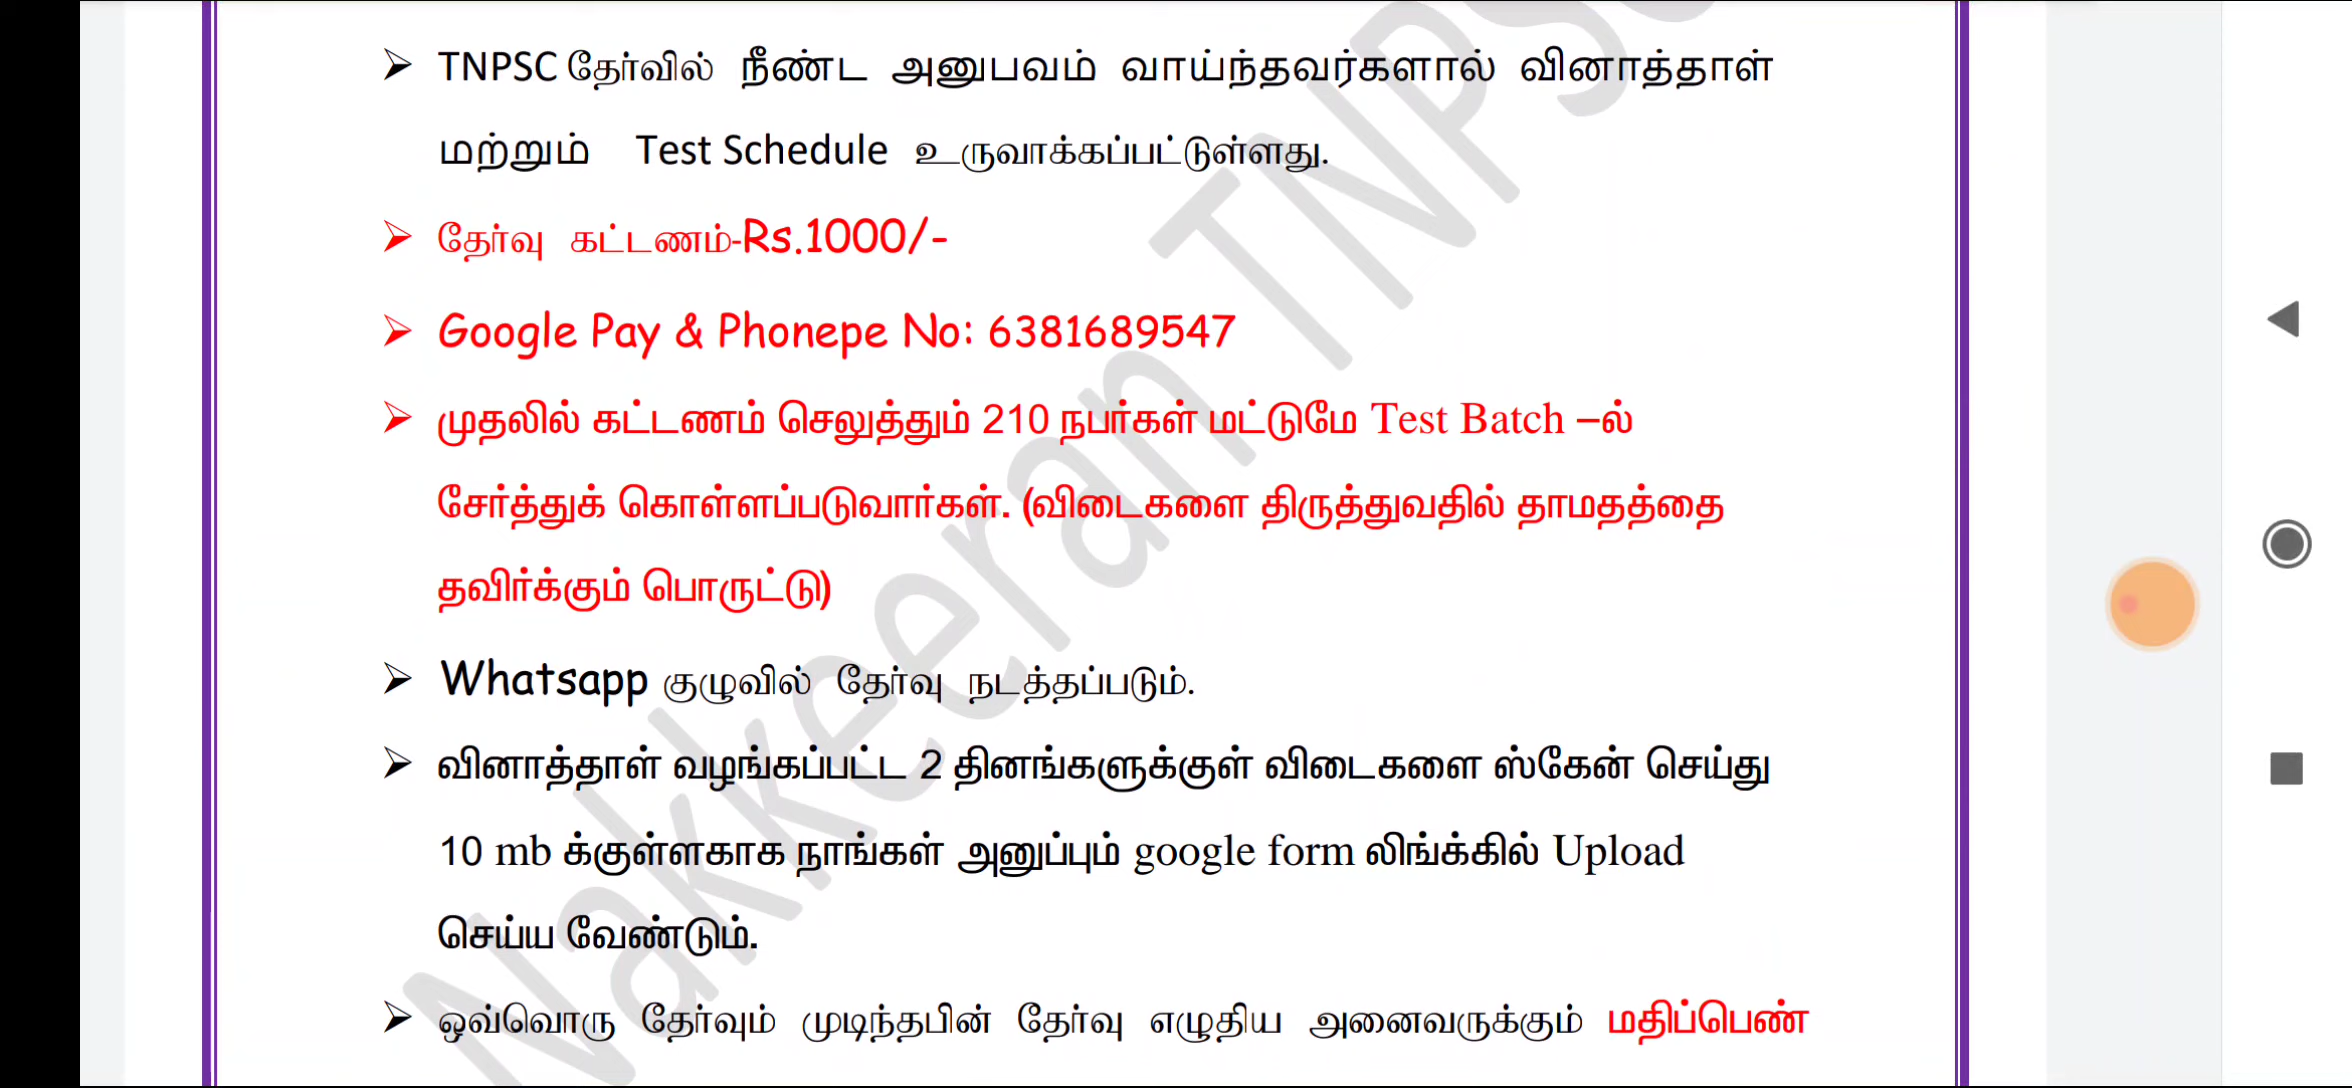 ➢ TNPSC தேர்வில் நீண்ட அனுபவம் வாய்ந்தவர்களால் வினாத்தாள்
மற்றும் Test Schedule உருவாக்கப்பட்டுள்ளது.
➢ தேர்வு கட்டணம்-Rs.1000/-
➢ Google Pay & Phonepe No: 6381689547
➢ முதலில் கட்டணம் செலுத்தும் 210 நபர்கள் மட்டுமே Test Batch –ல்
சேர்த்துக் கொள்ளப்படுவார்கள். (விடைகளை திருத்துவதில் தாமதத்தை
தவிர்க்கும் பொருட்டு)
➢ Whatsapp குழுவில் தேர்வு நடத்தப்படும்.
➢ வினாத்தாள் வழங்கப்பட்ட 2 தினங்களுக்குள் விடைகளை ஸ்கேன் செய்து
10 mb க்குள்ளகாக நாங்கள் அனுப்பும் google form லிங்க்கில் Upload
செய்ய வேண்டும்.
➢ ஒவ்வொரு தேர்வும் முடிந்தபின் தேர்வு எழுதிய அனைவருக்கும் மதிப்பெண்
Nakkeeran TNPSC